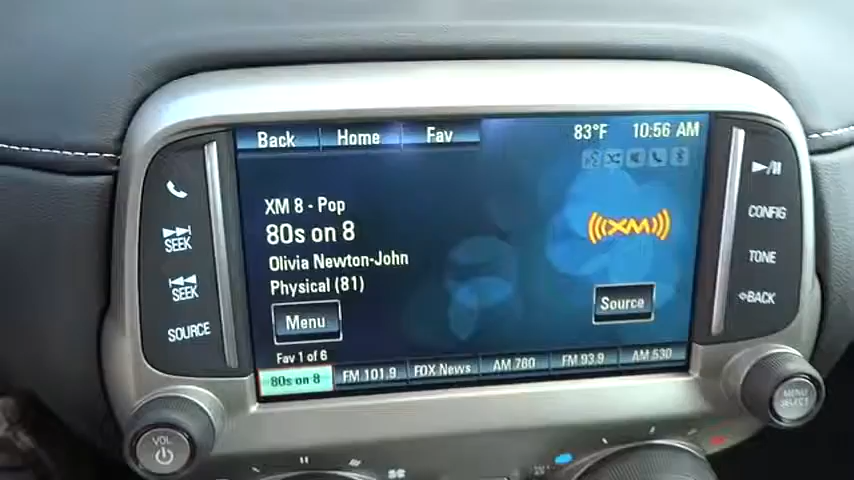 Back Home Fav 83°F 10:56 AM
XM 8 - Pop
80s on 8
Olivia Newton-John
Physical (81)
((XM))
Menu
Source
Fav 1 of 6
80s on 8 FM 101.9 FOX News AM 760 FM 93.9 AM 530
SEEK
SEEK
SOURCE
CONFIG
TONE
BACK
VOL
MENU
SELECT